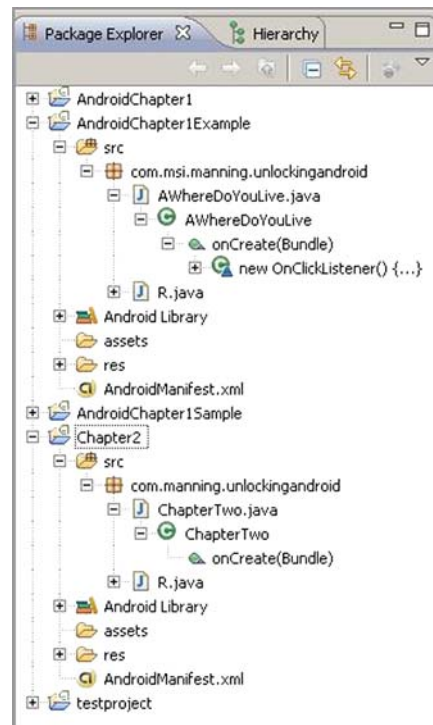 Package Explorer Hierarchy
AndroidChapter1
AndroidChapter1Example
src
com.msi.manning.unlockingandroid
AWhereDoYouLive.java
AWhereDoYouLive
onCreate(Bundle)
new OnClickListener() {...}
R.java
Android Library
assets
res
AndroidManifest.xml
AndroidChapter1Sample
Chapter2
src
com.manning.unlockingandroid
ChapterTwo.java
ChapterTwo
onCreate(Bundle)
R.java
Android Library
assets
res
AndroidManifest.xml
testproject